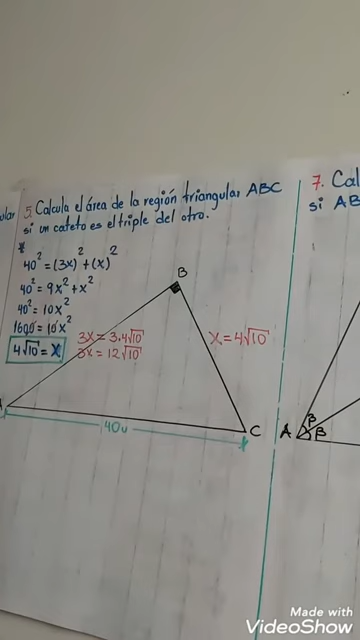 5. Calcula el área de la región triangular ABC
si un cateto es el triple del otro.
*
40² = (3x)² + (x)²
40² = 9x² + x²
40² = 10x²
1600 = 10x²
4√10 = x
3x = 3·4√10
3x = 12√10
x = 4√10
B
C
40u
7. Cal
si AB
A
β
β
Made with
VideoShow